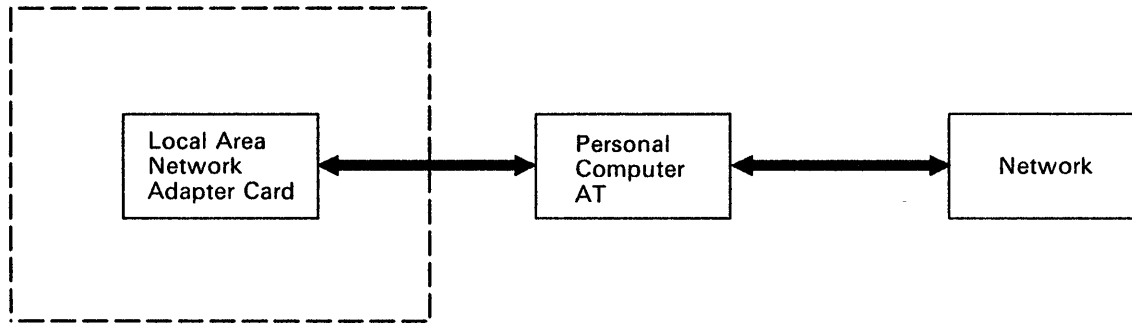 Local Area
Network
Adapter Card
Personal
Computer
AT
Network